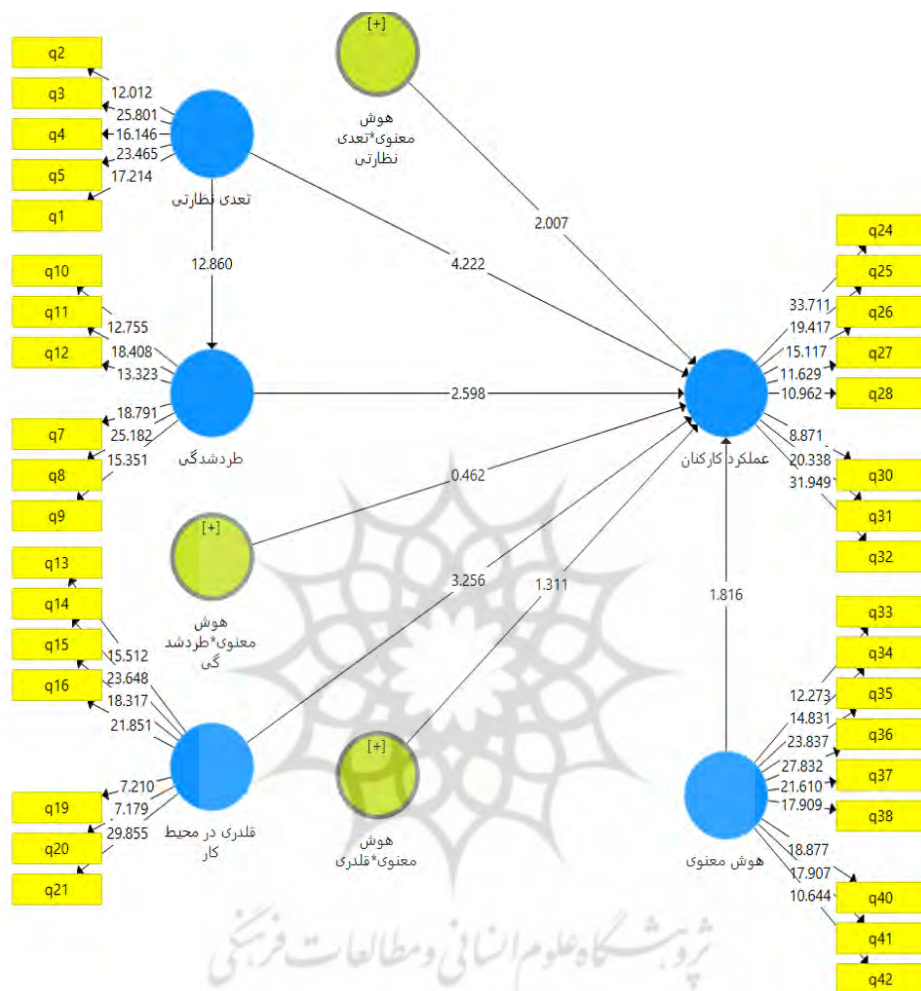 q2
q3
q4
q5
q1
12.012
25.801
16.146
23.465
17.214
تعدی نظارتی
[+]
هوش
معنوی*تعدی
نظارتی
2.007
4.222
12.860
q10
q11
q12
q7
q8
q9
12.755
18.408
13.323
18.791
25.182
15.351
طردشدگی
2.598
q24
q25
q26
q27
q28
q30
q31
q32
33.711
19.417
15.117
11.629
10.962
8.871
20.338
31.949
عملکرد کارکنان
[+]
هوش
معنوی*طردشد
گی
0.462
3.256
1.311
1.816
q13
q14
q15
q16
q19
q20
q21
15.512
23.648
18.317
21.851
7.210
7.179
29.855
قلدری در محیط
کار
[+]
هوش
معنوی*قلدری
q33
q34
q35
q36
q37
q38
q40
q41
q42
12.273
14.831
23.837
27.832
21.610
17.909
18.877
17.907
10.644
هوش معنوی
پژوهشگاه علوم انسانی و مطالعات فرهنگی